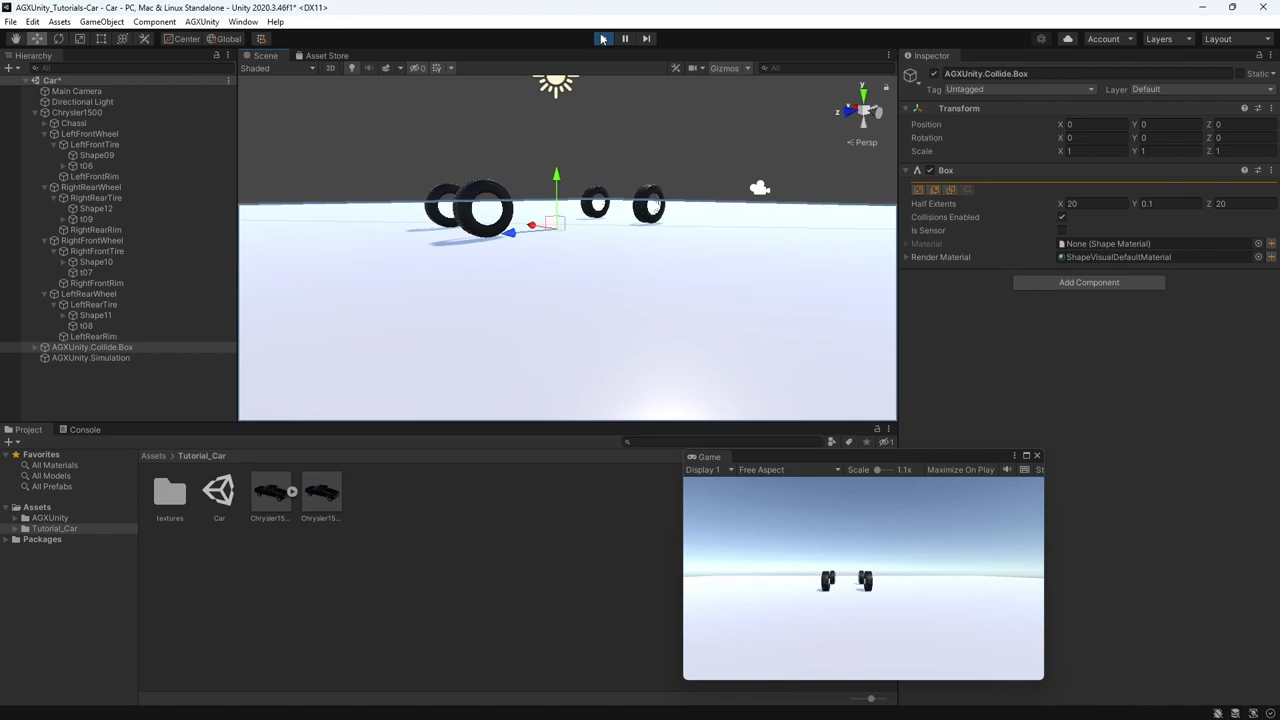 AGXUnity_Tutorials-Car - Car - PC, Mac & Linux Standalone - Unity 2020.3.46f1* <DX11>
File Edit Assets GameObject Component AGXUnity Window Help
Center Global Account Layers Layout
Hierarchy
All
Car*
Main Camera
Directional Light
Chrysler1500
Chassi
LeftFrontWheel
LeftFrontTire
Shape09
t06
LeftFrontRim
RightRearWheel
RightRearTire
Shape12
t09
RightRearRim
RightFrontWheel
RightFrontTire
Shape10
t07
RightFrontRim
LeftRearWheel
LeftRearTire
Shape11
t08
LeftRearRim
AGXUnity.Collide.Box
AGXUnity.Simulation
Scene Asset Store
Shaded 2D 0 Gizmos All
y
x
z
Persp
Inspector
AGXUnity.Collide.Box Static
Tag Untagged Layer Default
Transform
Position X 0 Y 0 Z 0
Rotation X 0 Y 0 Z 0
Scale X 1 Y 1 Z 1
Box
Half Extents X 20 Y 0.1 Z 20
Collisions Enabled
Is Sensor
Material None (Shape Material)
Render Material ShapeVisualDefaultMaterial
Add Component
Project Console
1
Favorites
All Materials
All Models
All Prefabs
Assets
AGXUnity
Tutorial_Car
Packages
Assets > Tutorial_Car
textures Car Chrysler15... Chrysler15...
Game
Display 1 Free Aspect Scale 1.1x Maximize On Play St